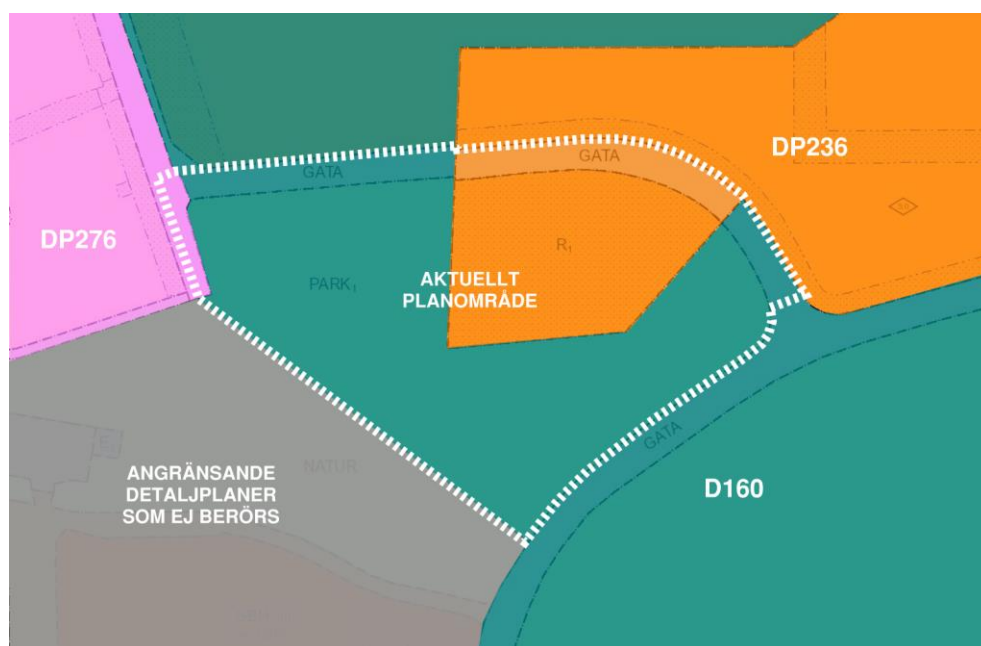 GATA
GATA
DP236
DP276
R₁
PARK₁
AKTUELLT
PLANOMRÅDE
GATA
ANGRÄNSANDE
DETALJPLANER
SOM EJ BERÖRS
NATUR
D160